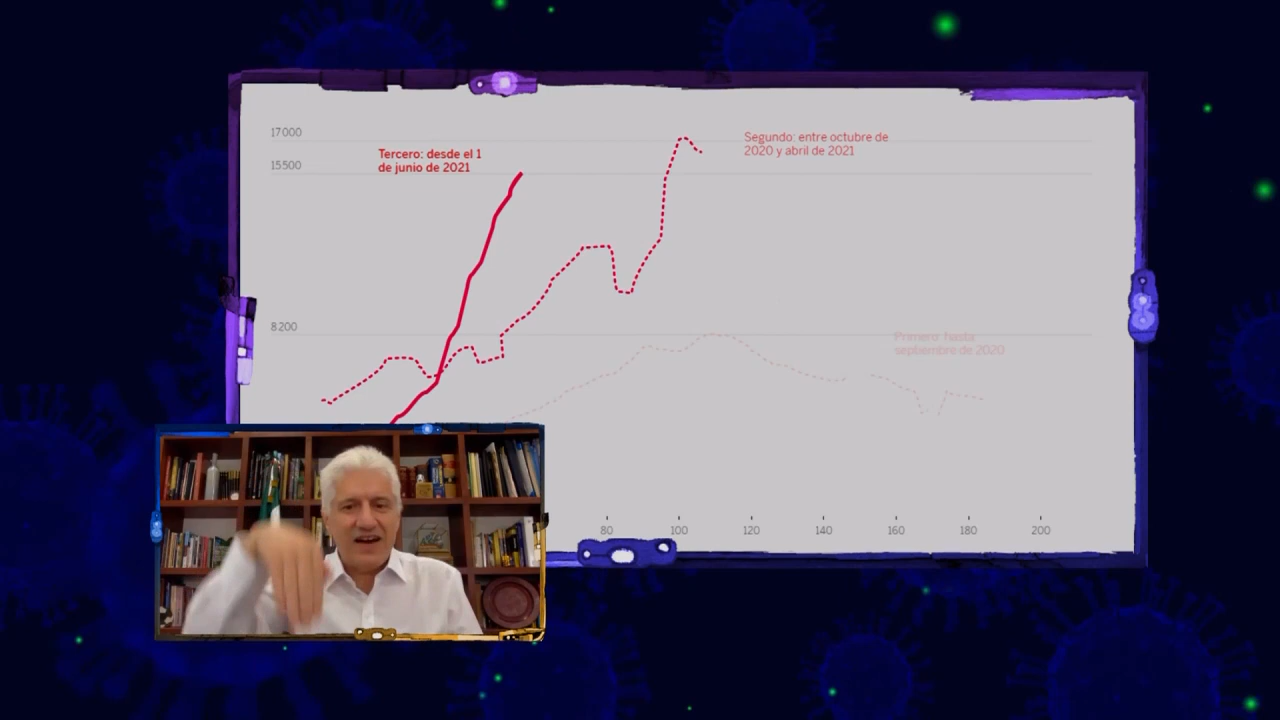 17000
Tercero: desde el 1
de junio de 2021
Segundo: entre octubre de
2020 y abril de 2021
15500
8200
Primero: hasta
septiembre de 2020
80
100
120
140
160
180
200